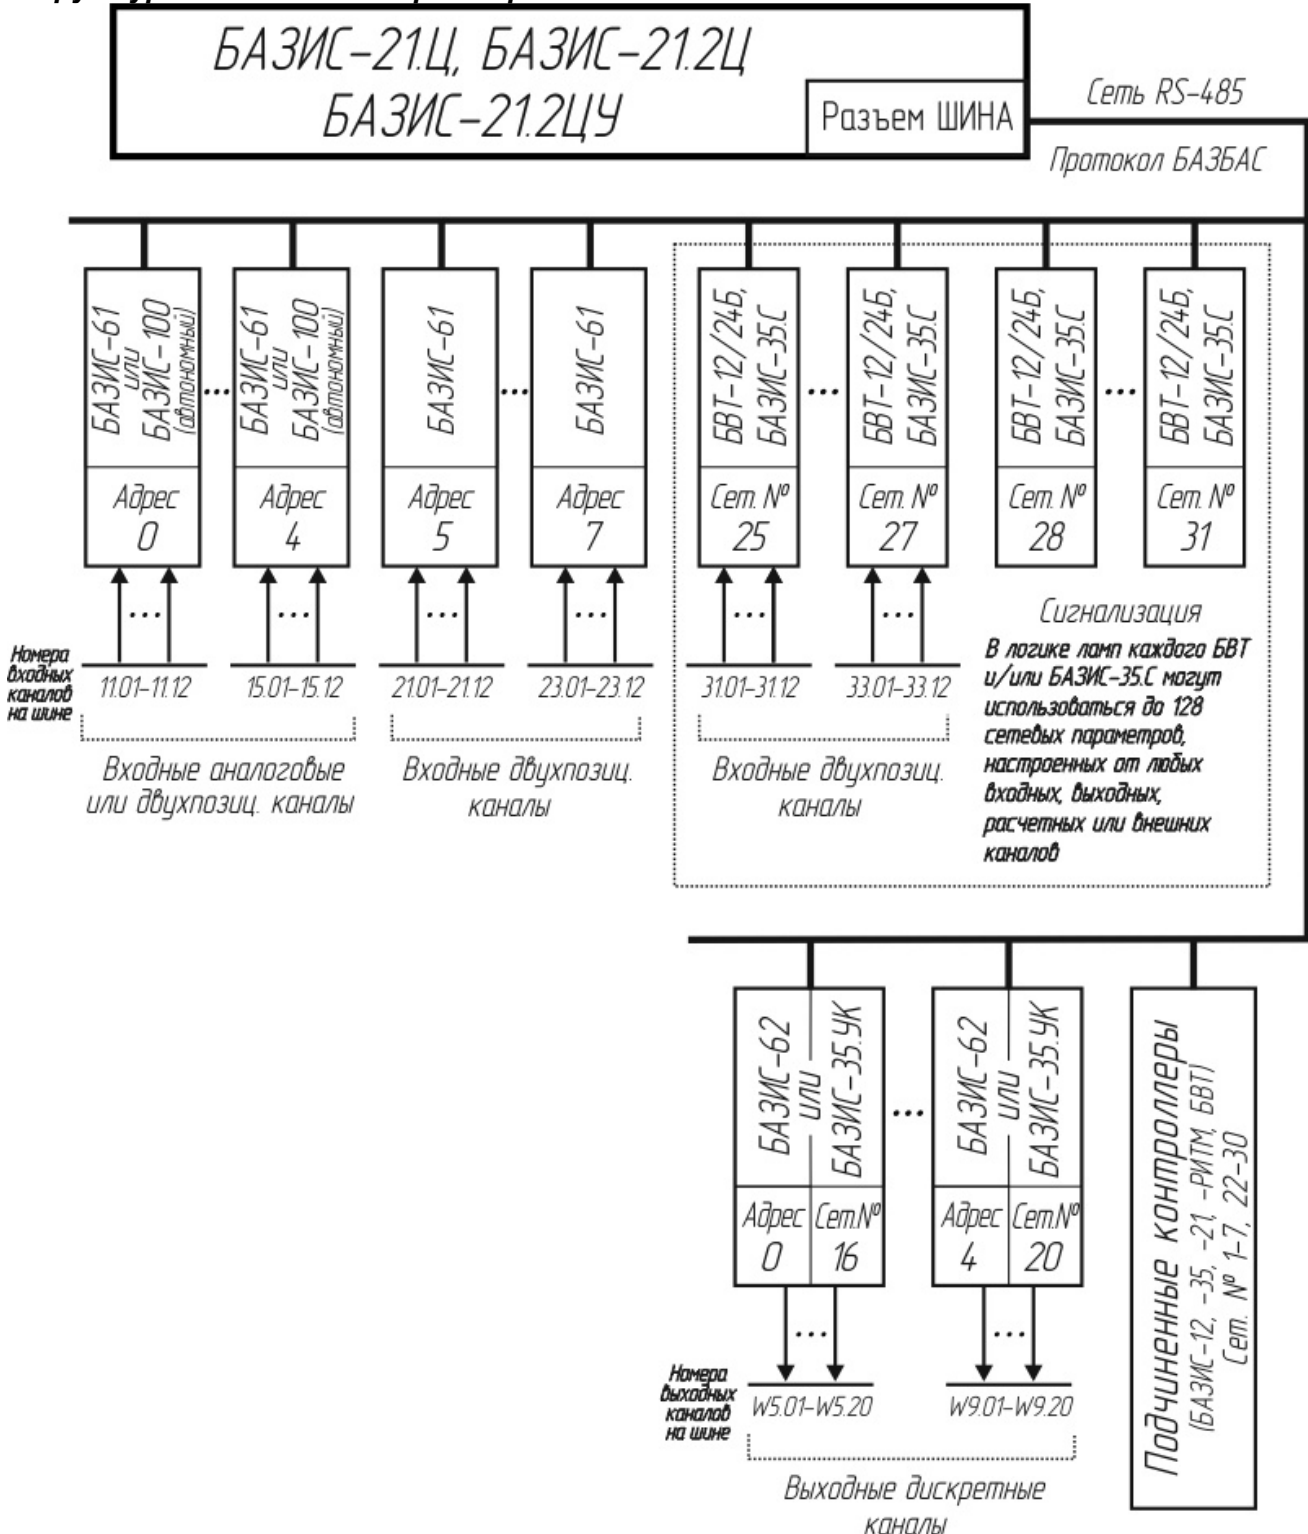 БАЗИС-21.Ц, БАЗИС-21.2Ц
БАЗИС-21.2ЦУ
Разъем ШИНА
Сеть RS-485
Протокол БАЗБАС
БАЗИС-61
или
БАЗИС-100
(автономный)
Адрес
0
...
БАЗИС-61
или
БАЗИС-100
(автономный)
Адрес
4
БАЗИС-61
Адрес
5
...
БАЗИС-61
Адрес
7
БВТ-12/24Б,
БАЗИС-35.С
Сет. №
25
...
БВТ-12/24Б,
БАЗИС-35.С
Сет. №
27
БВТ-12/24Б,
БАЗИС-35.С
Сет. №
28
...
БВТ-12/24Б,
БАЗИС-35.С
Сет. №
31
... ... ... ... ... ...
Номера
входных
каналов
на шине
11.01-11.12
15.01-15.12
21.01-21.12
23.01-23.12
31.01-31.12
33.01-33.12
Входные аналоговые
или двухпозиц. каналы
Входные двухпозиц.
каналы
Входные двухпозиц.
каналы
Сигнализация
В логике ламп каждого БВТ
и/или БАЗИС-35.С могут
использоваться до 128
сетевых параметров,
настроенных от любых
входных, выходных,
расчетных или внешних
каналов
БАЗИС-62
или
БАЗИС-35.УК
Адрес
0
Сет.№
16
...
БАЗИС-62
или
БАЗИС-35.УК
Адрес
4
Сет.№
20
Подчиненные контроллеры
(БАЗИС-12, -35, -21, -РИТМ, БВТ)
Сет. № 1-7, 22-30
... ...
Номера
выходных
каналов
на шине
W5.01-W5.20
W9.01-W9.20
Выходные дискретные
каналы